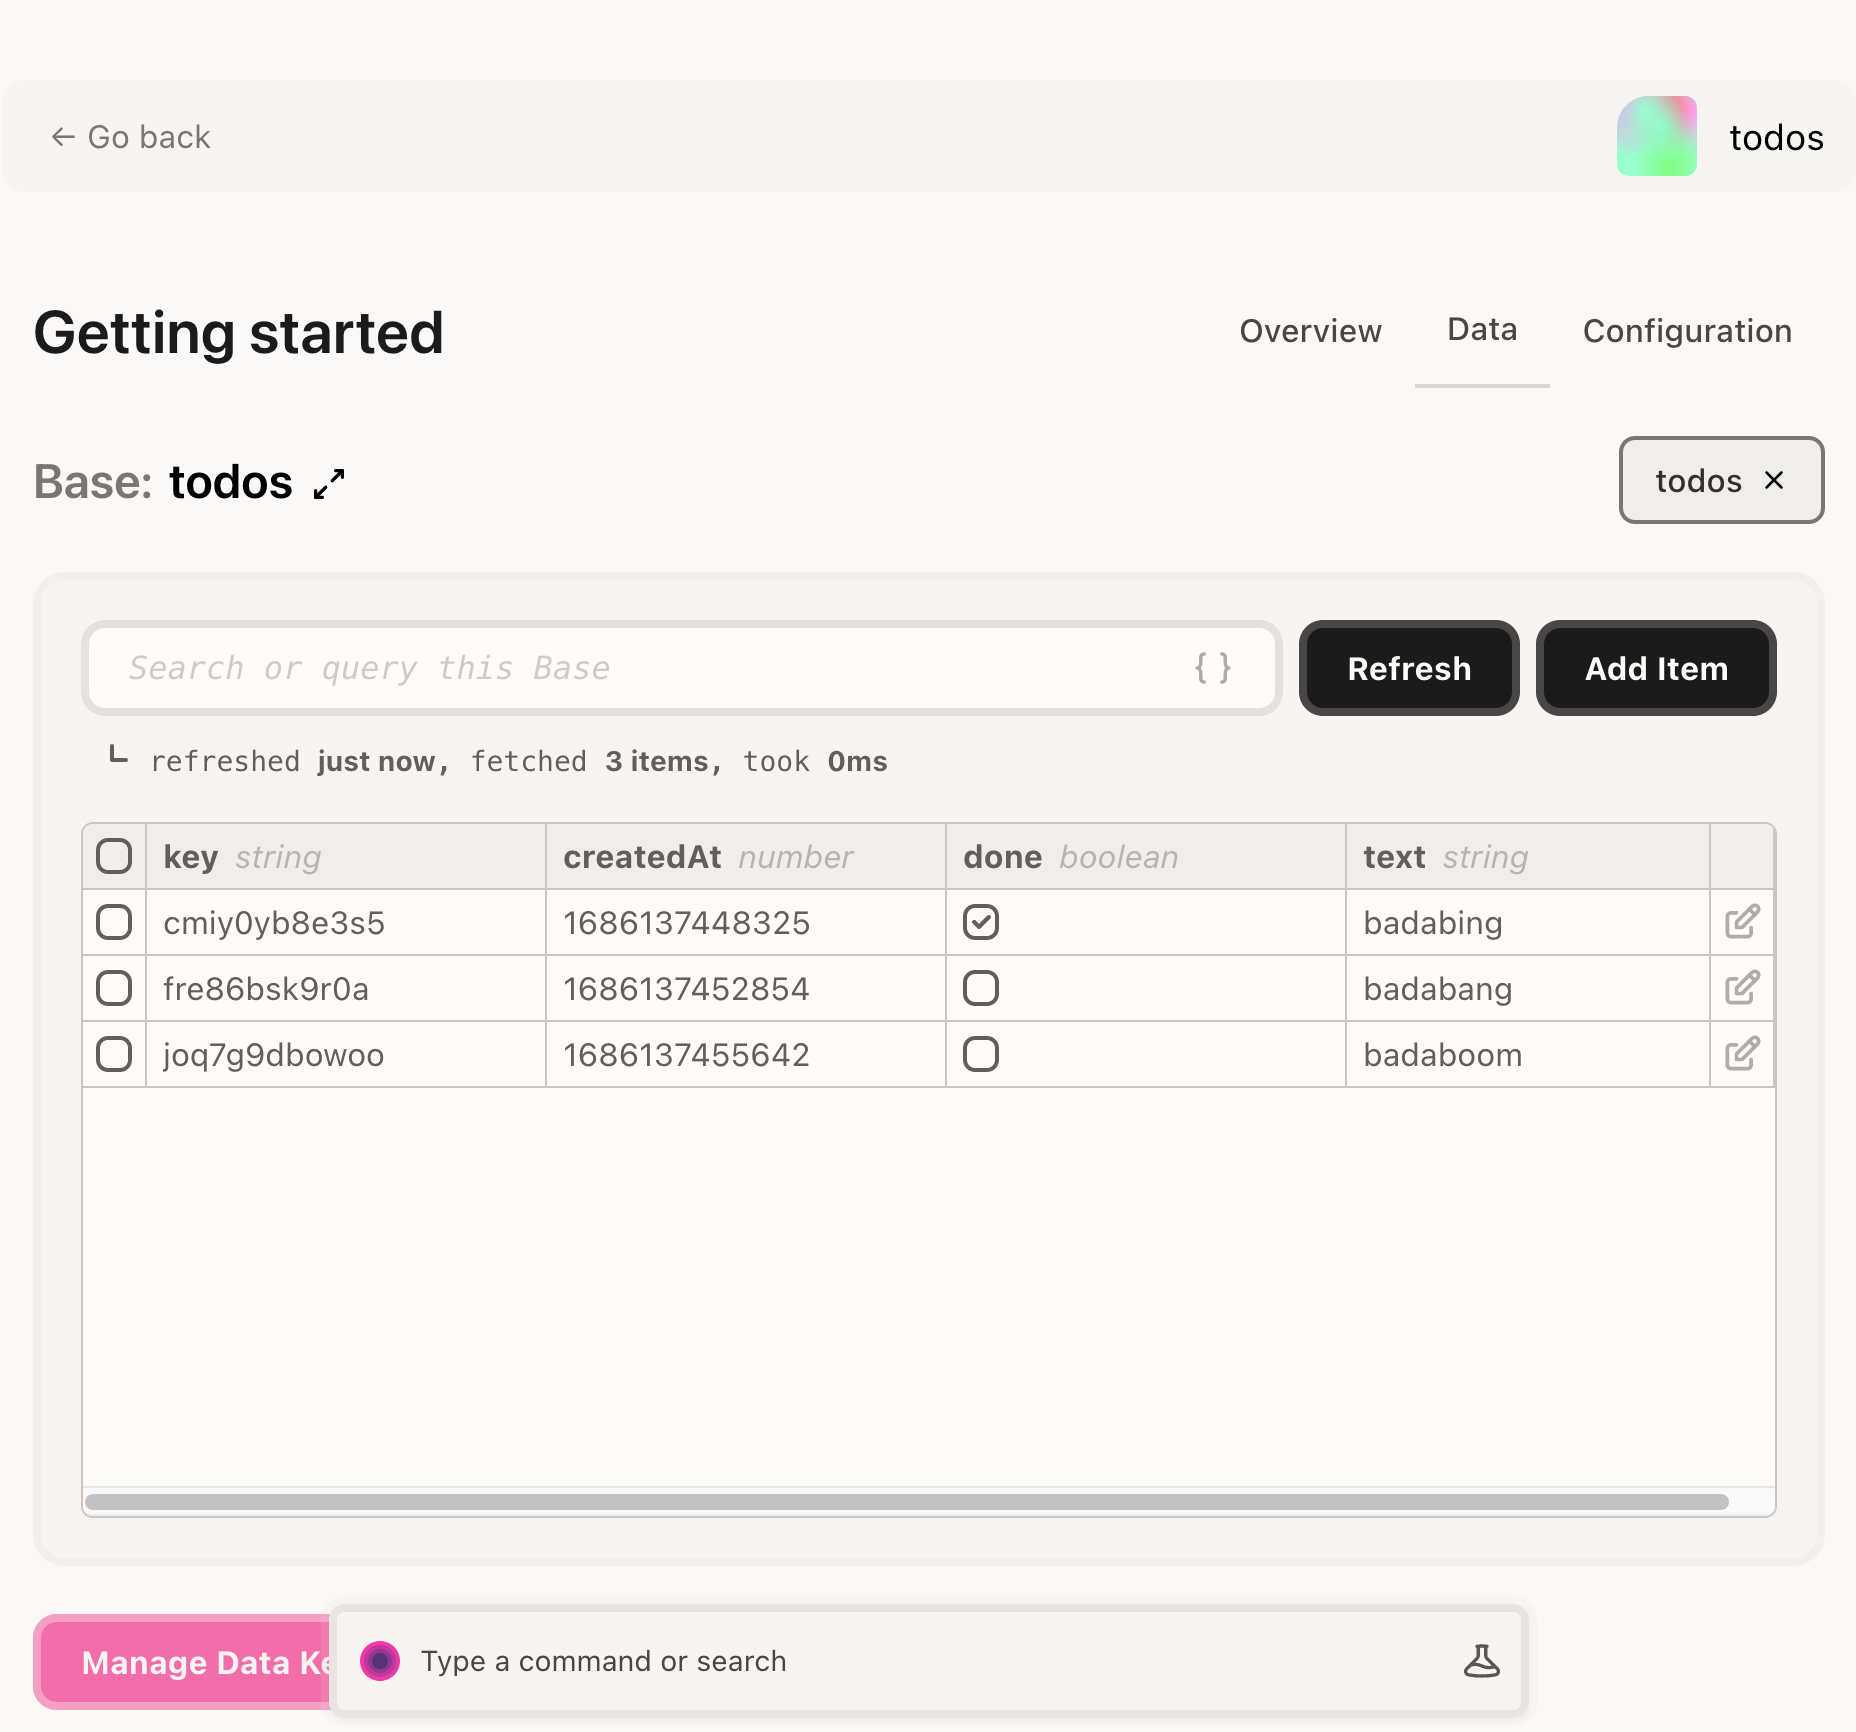 ← Go back
todos
Getting started
Overview
Data
Configuration
Base: todos
todos ×
Search or query this Base { }
Refresh
Add Item
refreshed just now, fetched 3 items, took 0ms
key string createdAt number done boolean text string
cmiy0yb8e3s5 1686137448325 badabing
fre86bsk9r0a 1686137452854 badabang
joq7g9dbowoo 1686137455642 badaboom
Manage Data Ke
Type a command or search